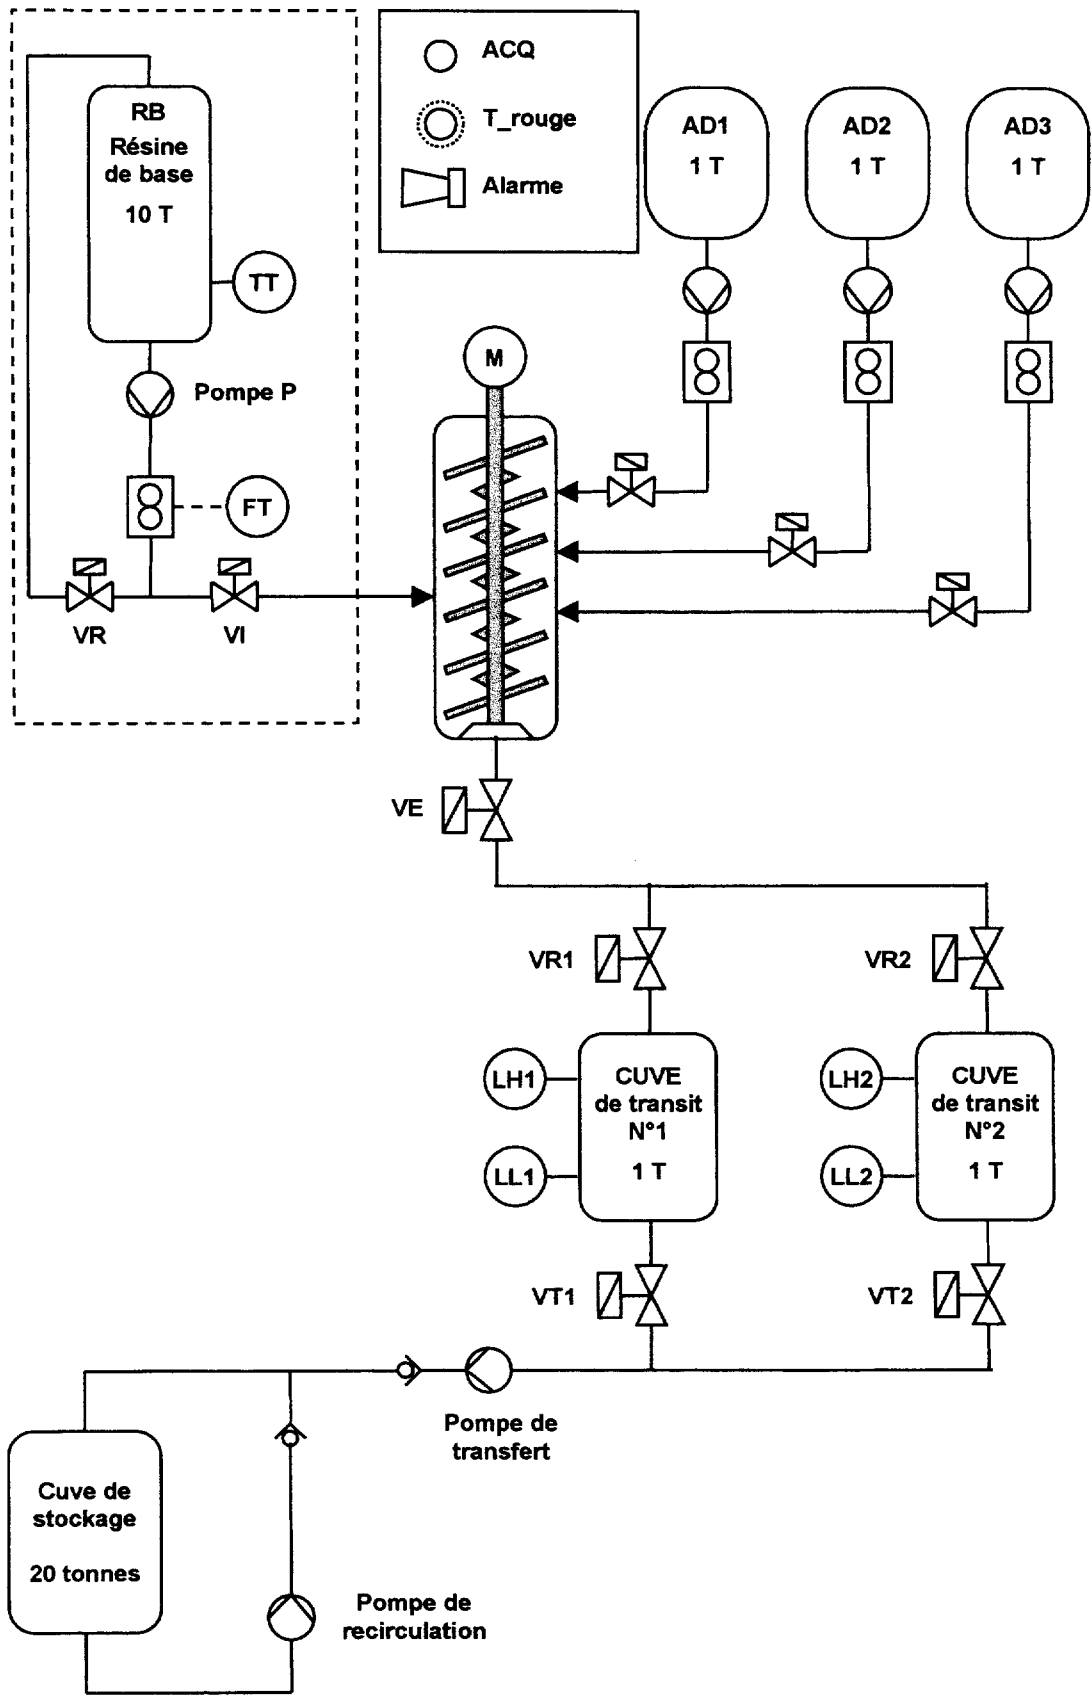 RB
Résine
de base
10 T
TT
Pompe P
FT
VR
VI
ACQ
T_rouge
Alarme
AD1
1 T
AD2
1 T
AD3
1 T
M
VE
VR1
VR2
LH1
CUVE
de transit
N°1
1 T
LL1
LH2
CUVE
de transit
N°2
1 T
LL2
VT1
VT2
Pompe de
transfert
Cuve de
stockage
20 tonnes
Pompe de
recirculation